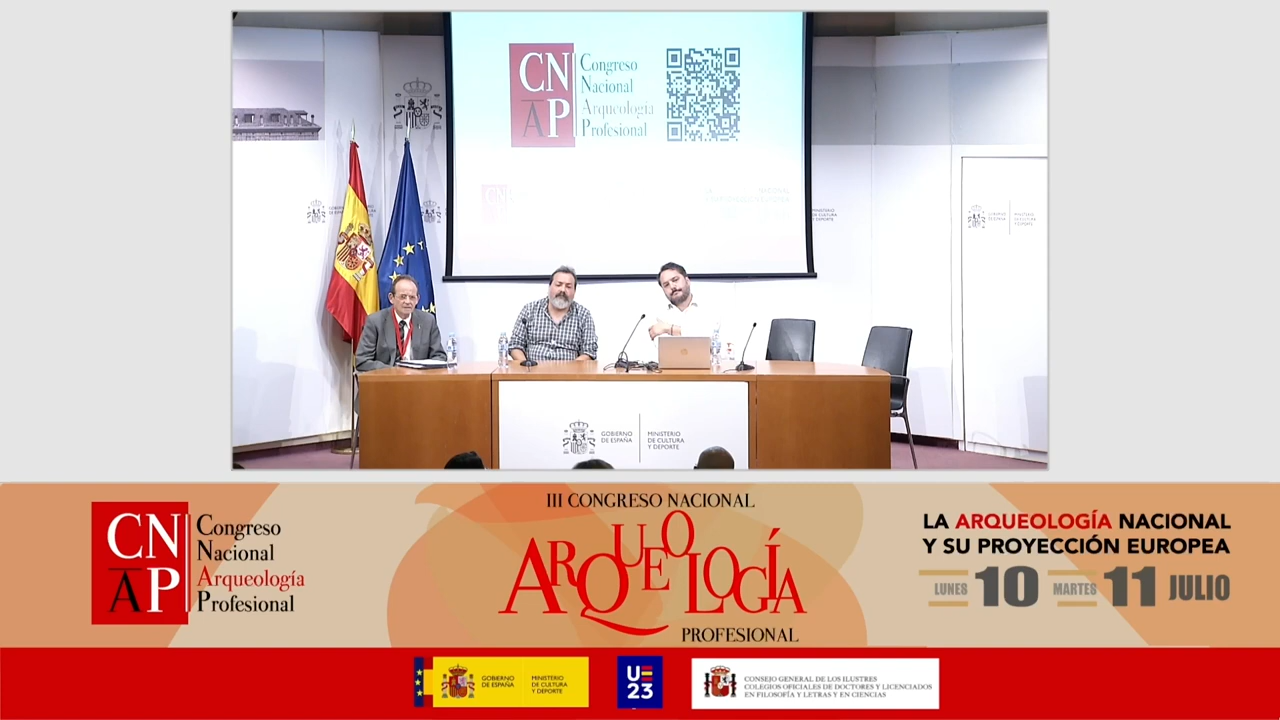 CN
AP
Congreso
Nacional
Arqueología
Profesional
GOBIERNO
DE ESPAÑA
MINISTERIO
DE CULTURA
Y DEPORTE
CN
AP
Congreso
Nacional
Arqueología
Profesional
III CONGRESO NACIONAL
ARQUEOLOGÍA
PROFESIONAL
LA ARQUEOLOGÍA NACIONAL
Y SU PROYECCIÓN EUROPEA
LUNES 10 MARTES 11 JULIO
GOBIERNO
DE ESPAÑA
MINISTERIO
DE CULTURA
Y DEPORTE
UE
23
CONSEJO GENERAL DE LOS ILUSTRES
COLEGIOS OFICIALES DE DOCTORES Y LICENCIADOS
EN FILOSOFÍA Y LETRAS Y EN CIENCIAS